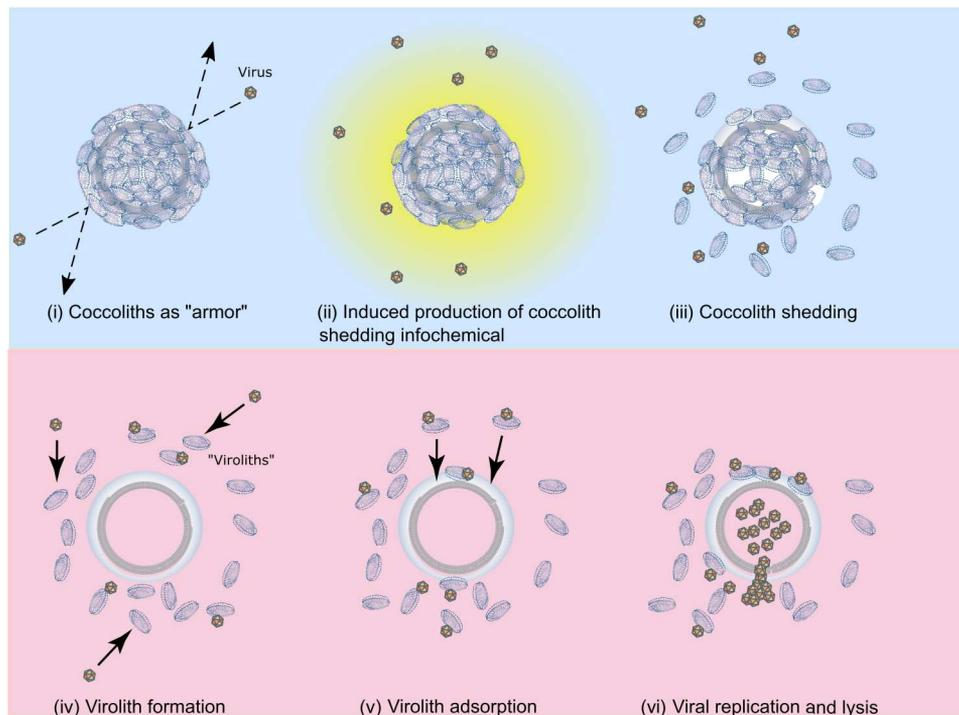 Virus
(i) Coccoliths as "armor"
(ii) Induced production of coccolith
shedding infochemical
(iii) Coccolith shedding
"Viroliths"
(iv) Virolith formation
(v) Virolith adsorption
(vi) Viral replication and lysis